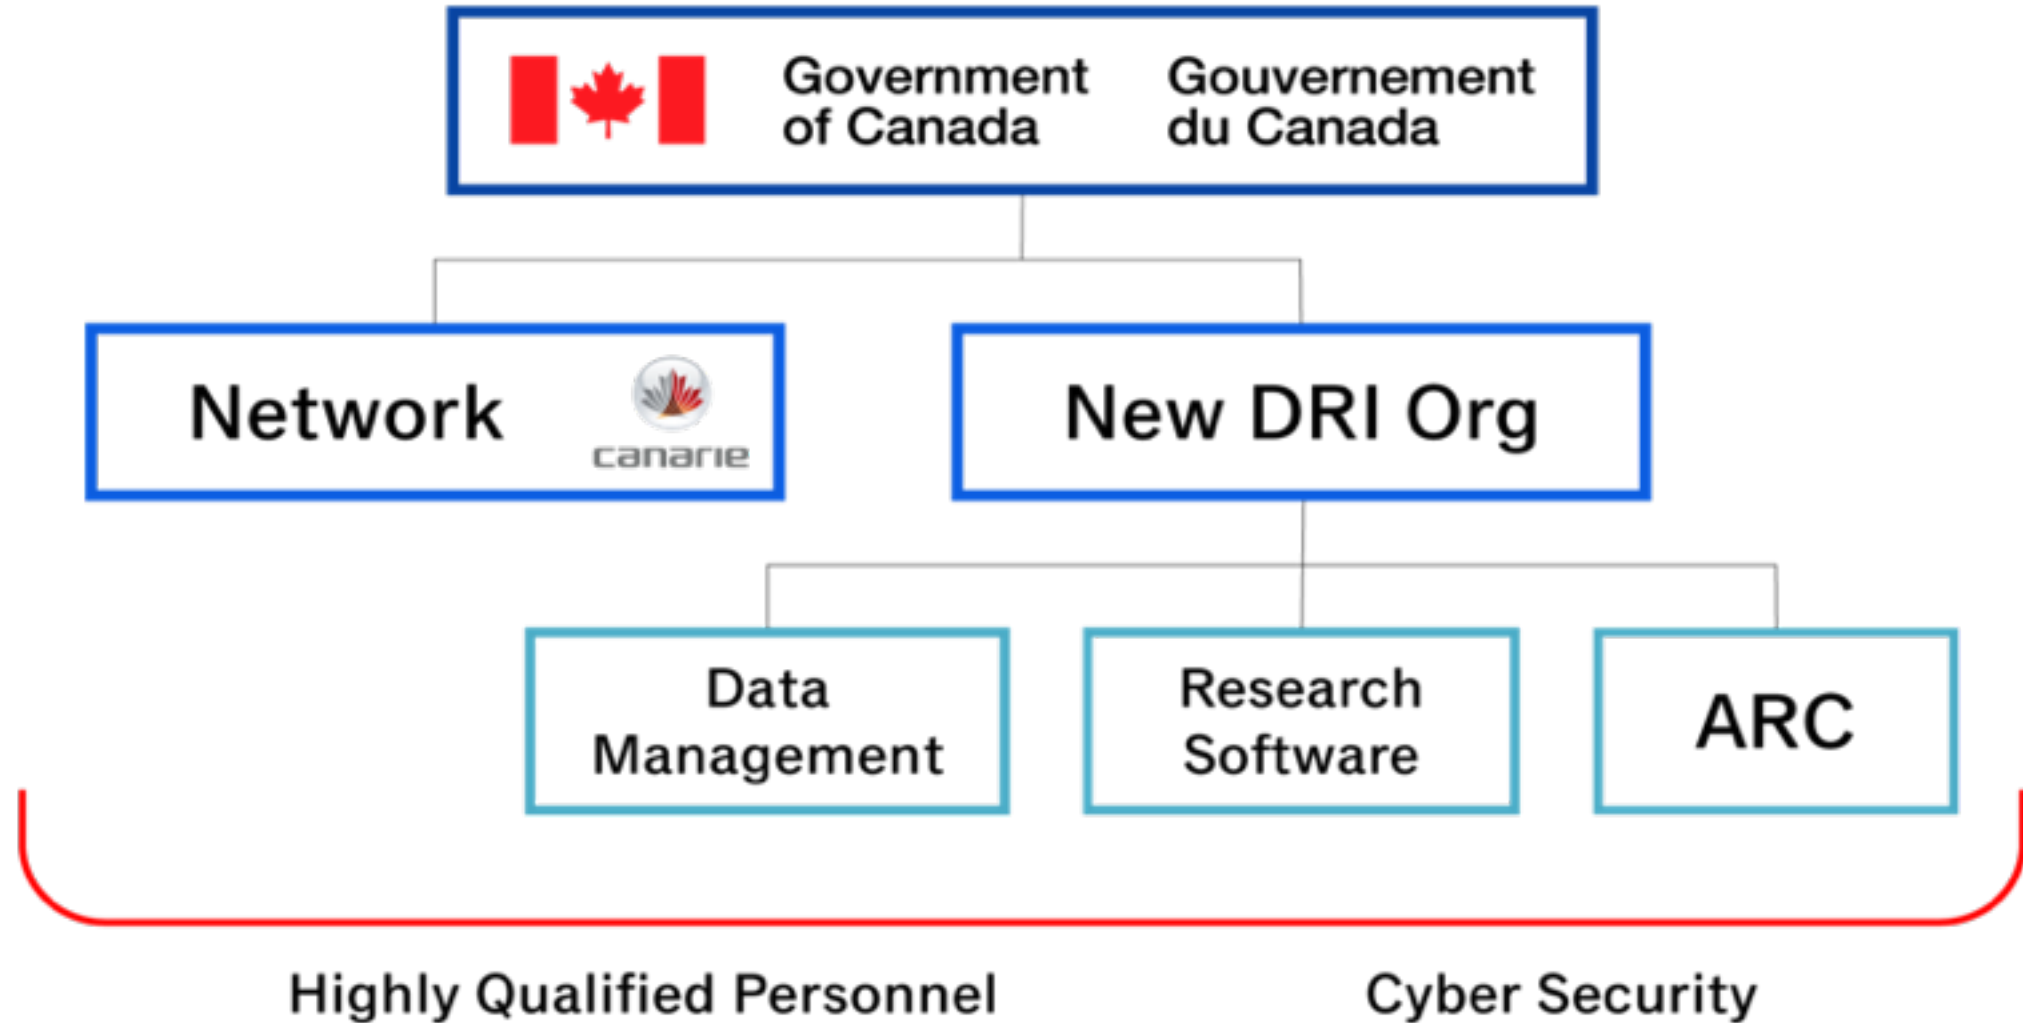 Government Gouvernement
of Canada du Canada
Network
canarie
New DRI Org
Data
Management
Research
Software
ARC
Highly Qualified Personnel
Cyber Security